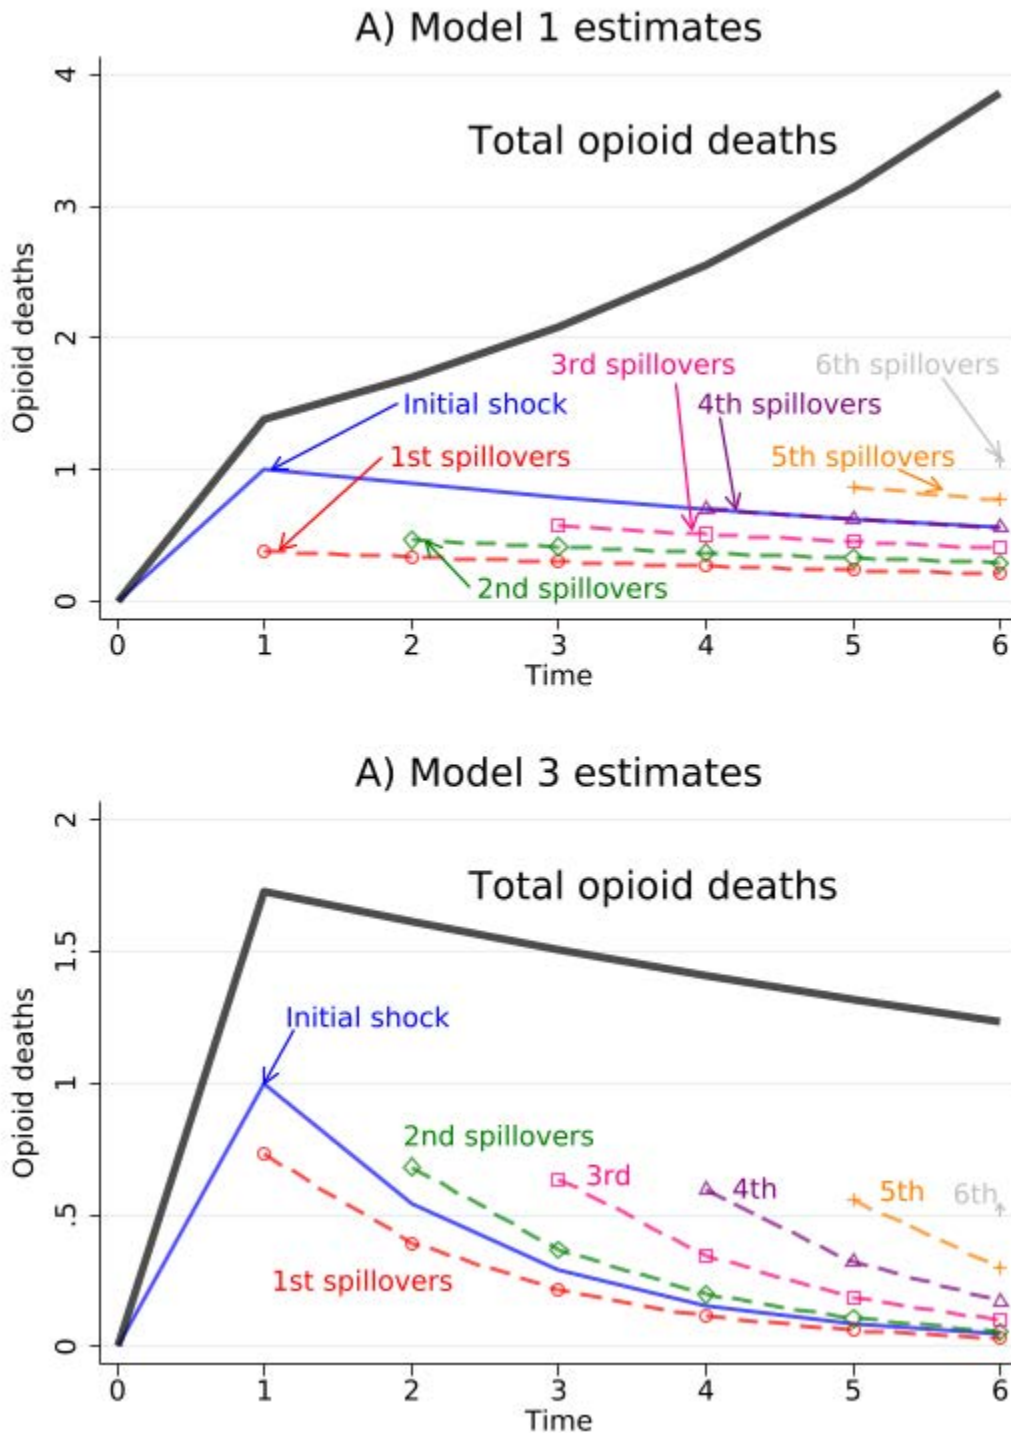 A) Model 1 estimates
4
Total opioid deaths
3
Opioid deaths
2
3rd spillovers
6th spillovers
Initial shock
4th spillovers
1st spillovers
5th spillovers
1
2nd spillovers
0
0 1 2 3 4 5 6
Time
A) Model 3 estimates
2
Total opioid deaths
1.5
Opioid deaths
Initial shock
1
2nd spillovers
3rd
4th
5th
6th
.5
1st spillovers
0
0 1 2 3 4 5 6
Time